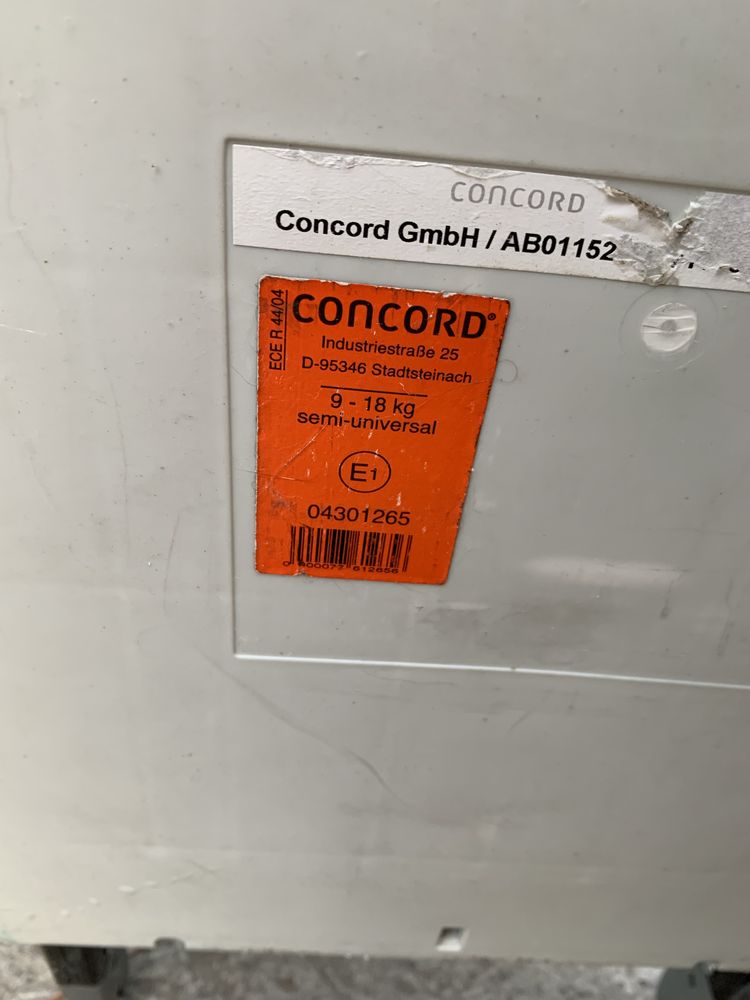 CONCORD
Concord GmbH / AB01152
ECE R 44/04
CONCORD®
Industriestraße 25
D-95346 Stadtsteinach
9 - 18 kg
semi-universal
E1
04301265